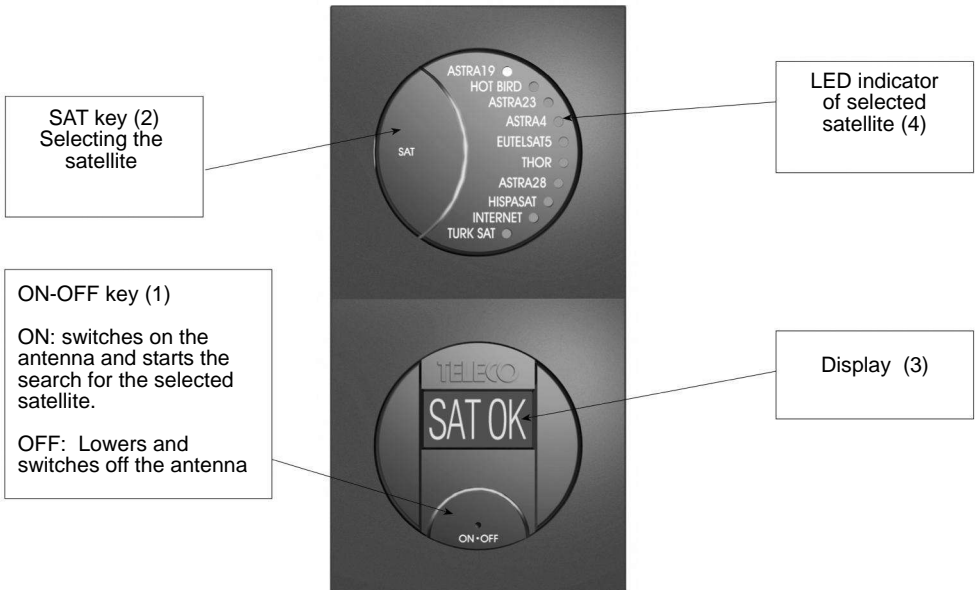 SAT key (2)
Selecting the
satellite
ON-OFF key (1)
ON: switches on the
antenna and starts the
search for the selected
satellite.
OFF: Lowers and
switches off the antenna
ASTRA19
HOT BIRD
ASTRA23
ASTRA4
EUTELSAT5
THOR
ASTRA28
HISPASAT
INTERNET
TURK SAT
SAT
TELECO
SAT OK
ON•OFF
LED indicator
of selected
satellite (4)
Display (3)